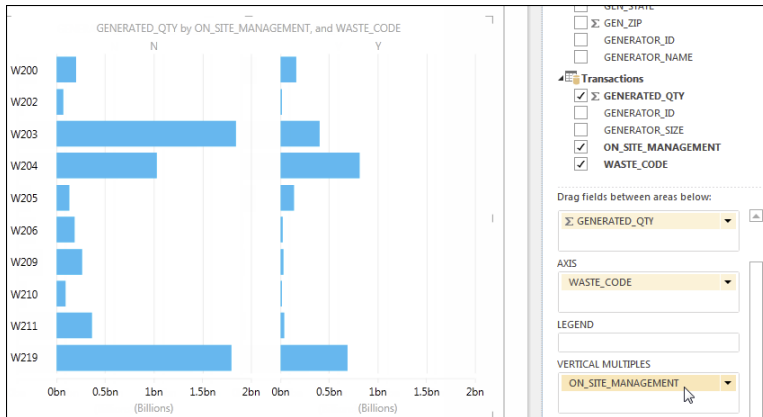 GENERATED_QTY by ON_SITE_MANAGEMENT, and WASTE_CODE
N Y
W200
W202
W203
W204
W205
W206
W209
W210
W211
W219
0bn 0.5bn 1bn 1.5bn 2bn 0bn 0.5bn 1bn 1.5bn 2bn
(Billions) (Billions)
GEN_STATE
Σ GEN_ZIP
GENERATOR_ID
GENERATOR_NAME
Transactions
Σ GENERATED_QTY
GENERATOR_ID
GENERATOR_SIZE
ON_SITE_MANAGEMENT
WASTE_CODE
Drag fields between areas below:
Σ GENERATED_QTY
AXIS
WASTE_CODE
LEGEND
VERTICAL MULTIPLES
ON_SITE_MANAGEMENT